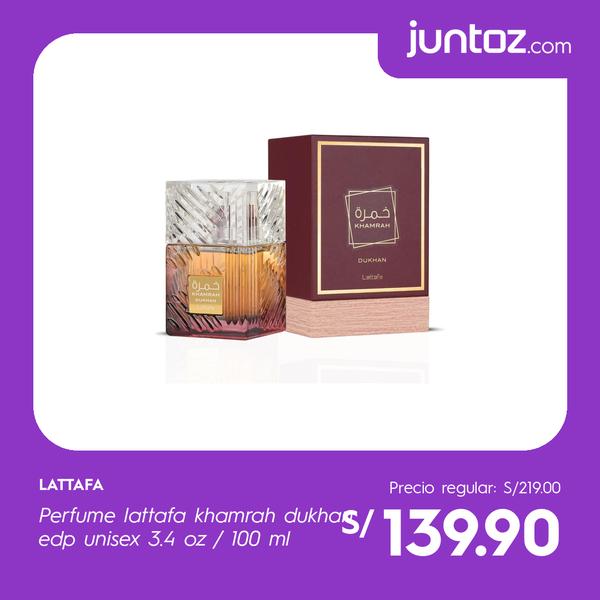 juntoz.com
خمرة
KHAMRAH
DUKHAN
Lattafa
خمرة
KHAMRAH
DUKHAN
LATTAFA
Precio regular: S/219.00
Perfume lattafa khamrah dukhan
edp unisex 3.4 oz / 100 ml
S/139.90